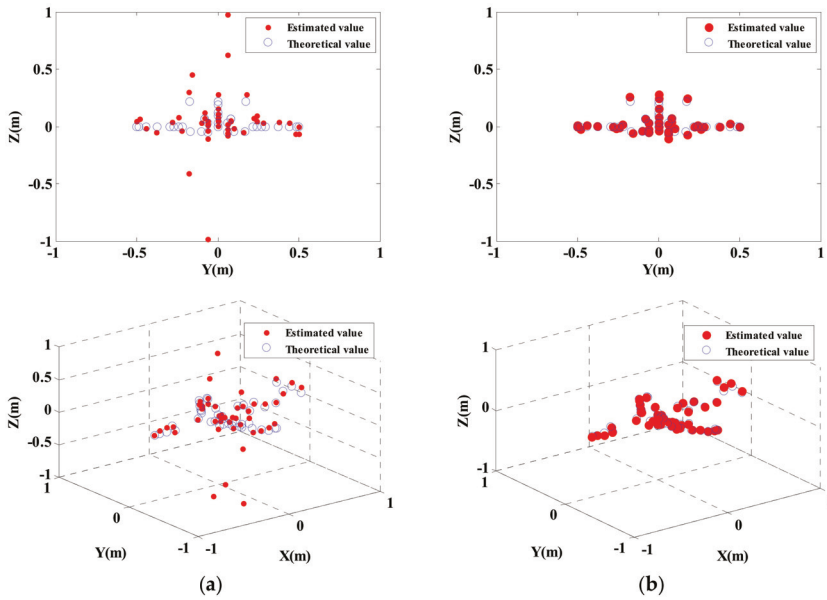 1
0.5
0
-0.5
-1
-1
-0.5
0
0.5
1
Z(m)
Y(m)
Estimated value
Theoretical value
1
0.5
0
-0.5
-1
-1
-0.5
0
0.5
1
Z(m)
Y(m)
Estimated value
Theoretical value
1
0.5
0
-0.5
-1
1
0
-1
-1
0
1
Z(m)
Y(m)
X(m)
Estimated value
Theoretical value
1
0
-1
1
0
-1
-1
0
1
Z(m)
Y(m)
X(m)
Estimated value
Theoretical value
(a)
(b)